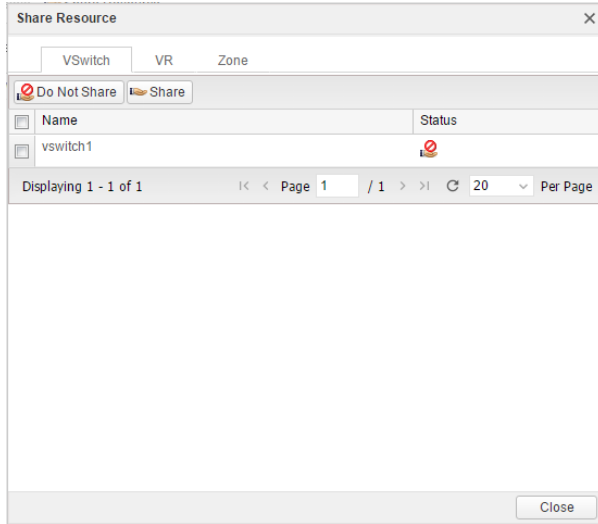 Share Resource
VSwitch VR Zone
Do Not Share Share
Name Status
vswitch1
Displaying 1 - 1 of 1 Page 1 / 1 20 Per Page
Close